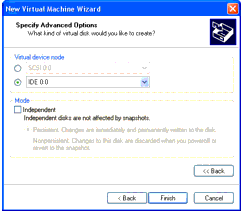 New Virtual Machine Wizard
Specify Advanced Options
What kind of virtual disk would you like to create?
Virtual device node
SCSI 0:0
IDE 0:0
Mode
Independent
Independent disks are not affected by snapshots.
Persistent. Changes are immediately and permanently written to the disk.
Nonpersistent. Changes to this disk are discarded when you poweroff or
revert to the snapshot.
<< Back
< Back
Finish
Cancel